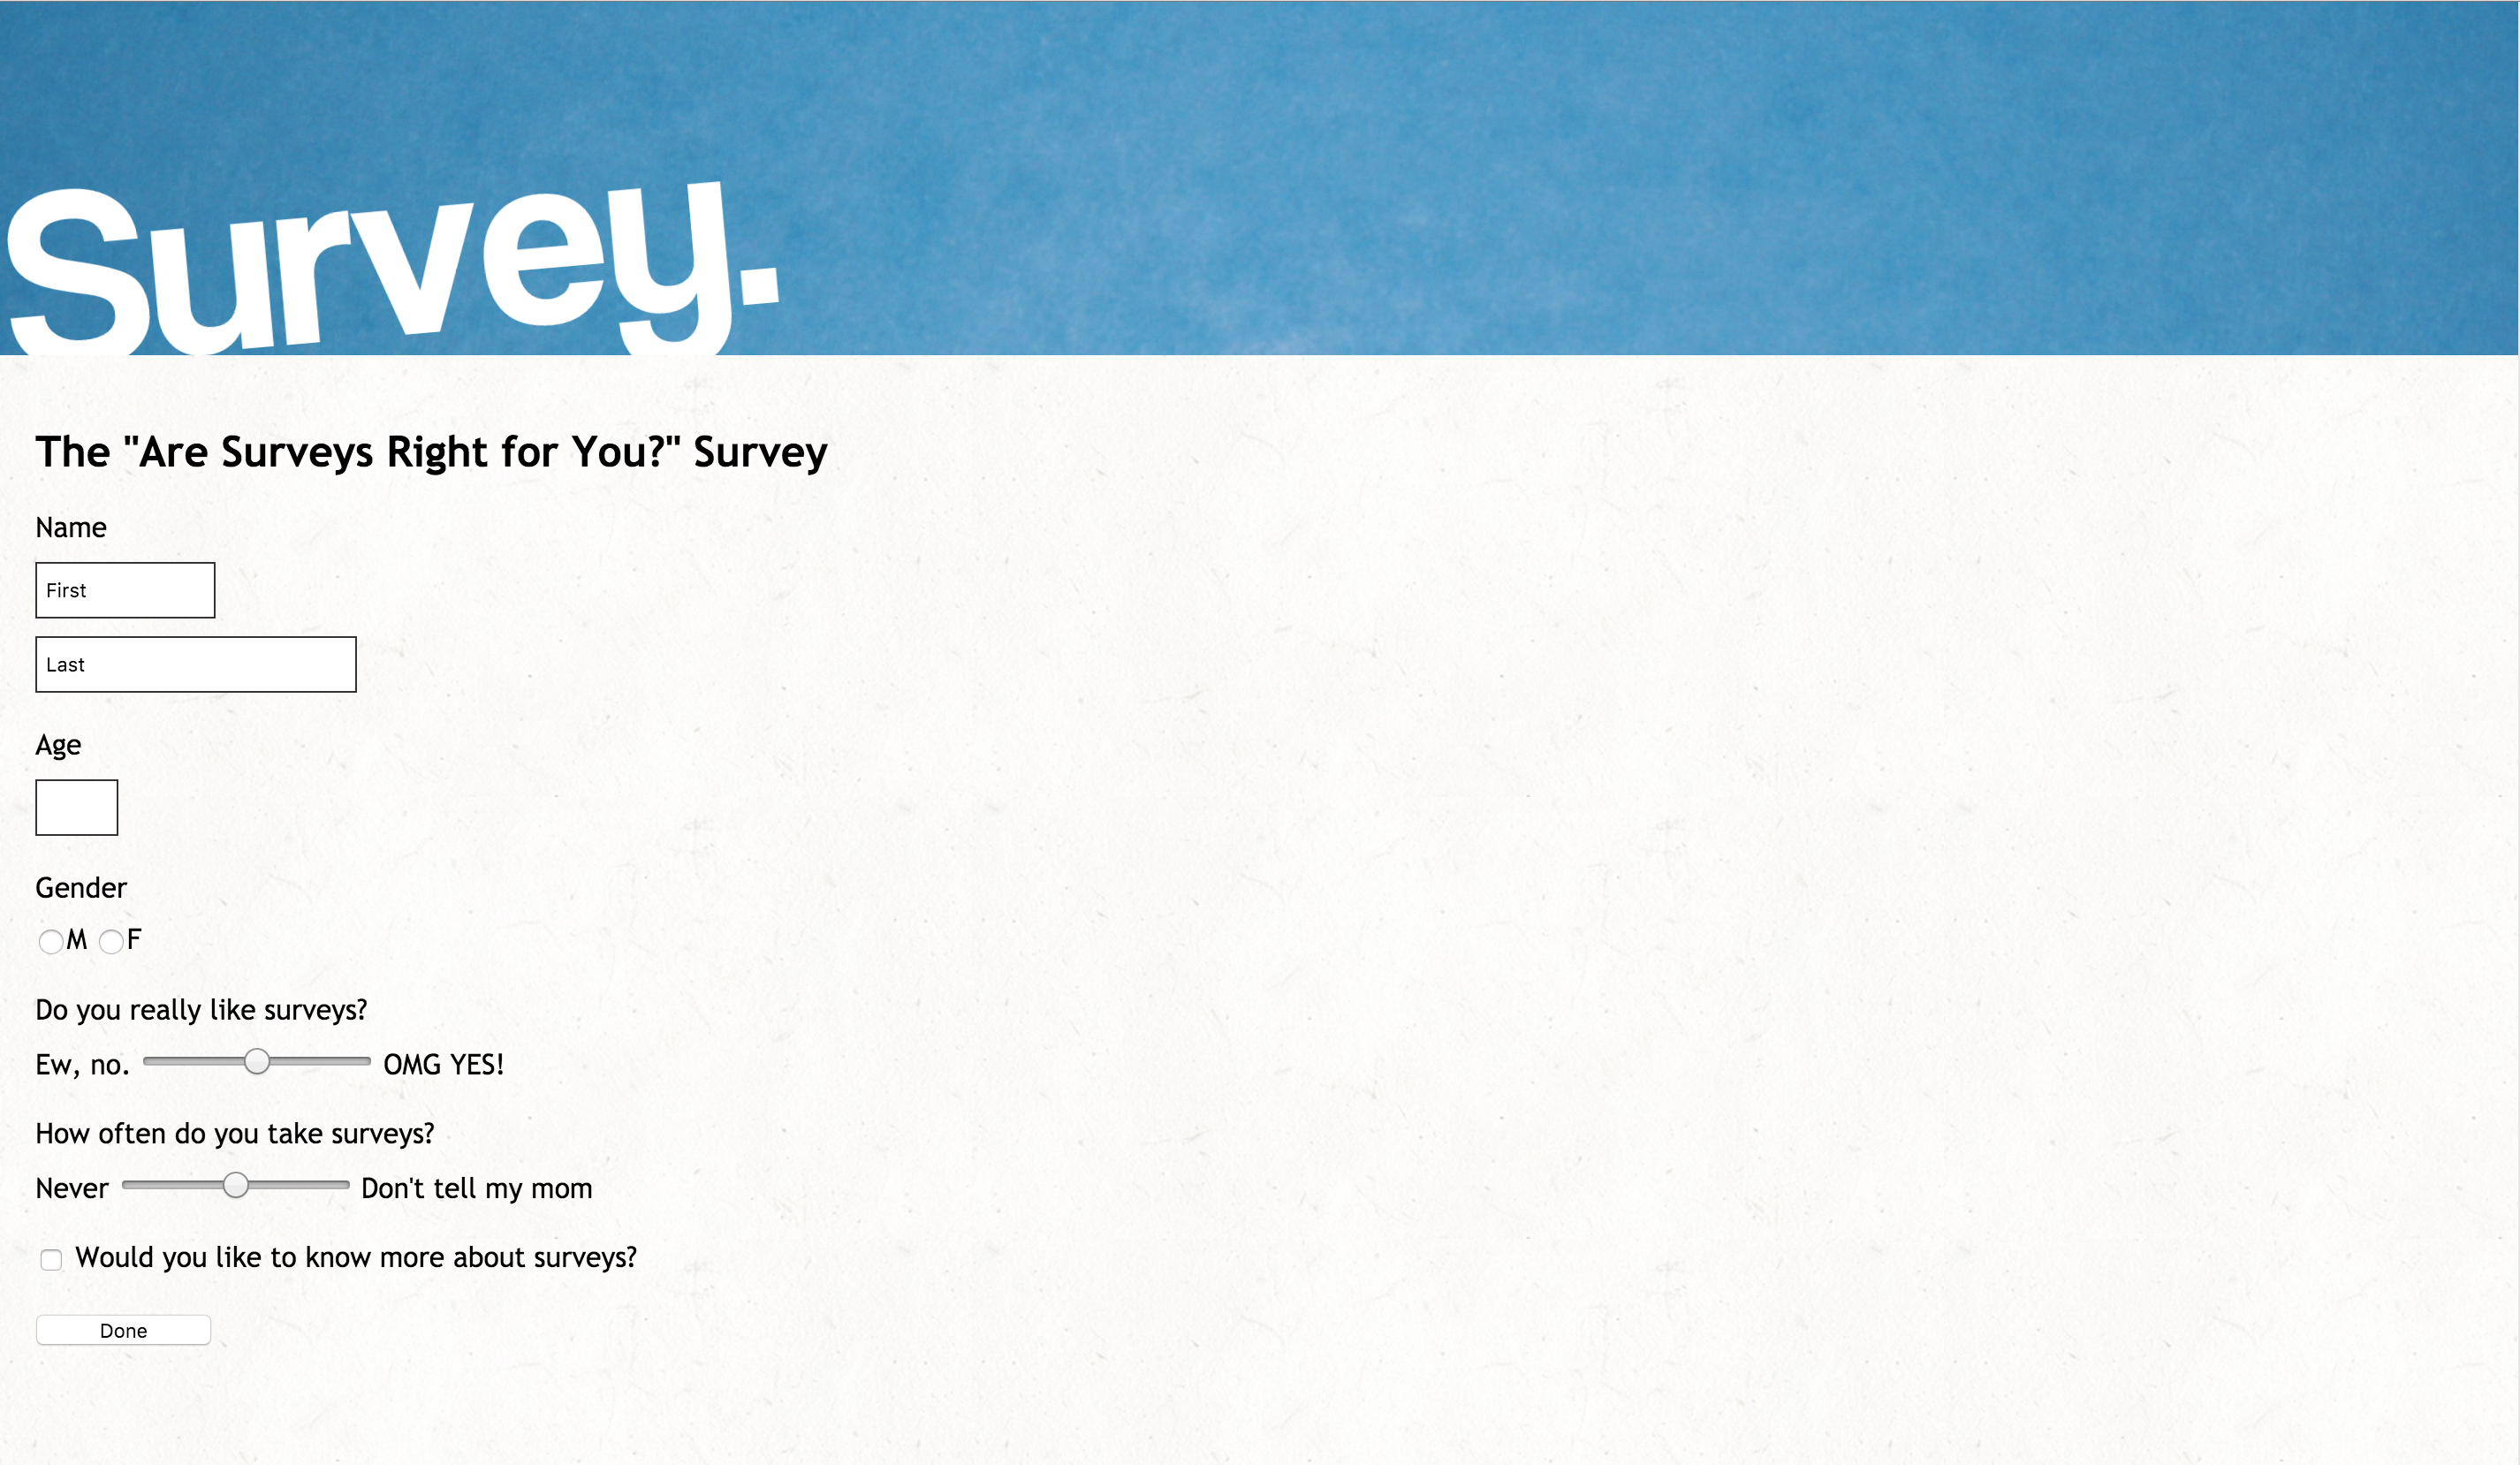 Survey.
The "Are Surveys Right for You?" Survey
Name
First
Last
Age
Gender
M F
Do you really like surveys?
Ew, no. OMG YES!
How often do you take surveys?
Never Don't tell my mom
Would you like to know more about surveys?
Done